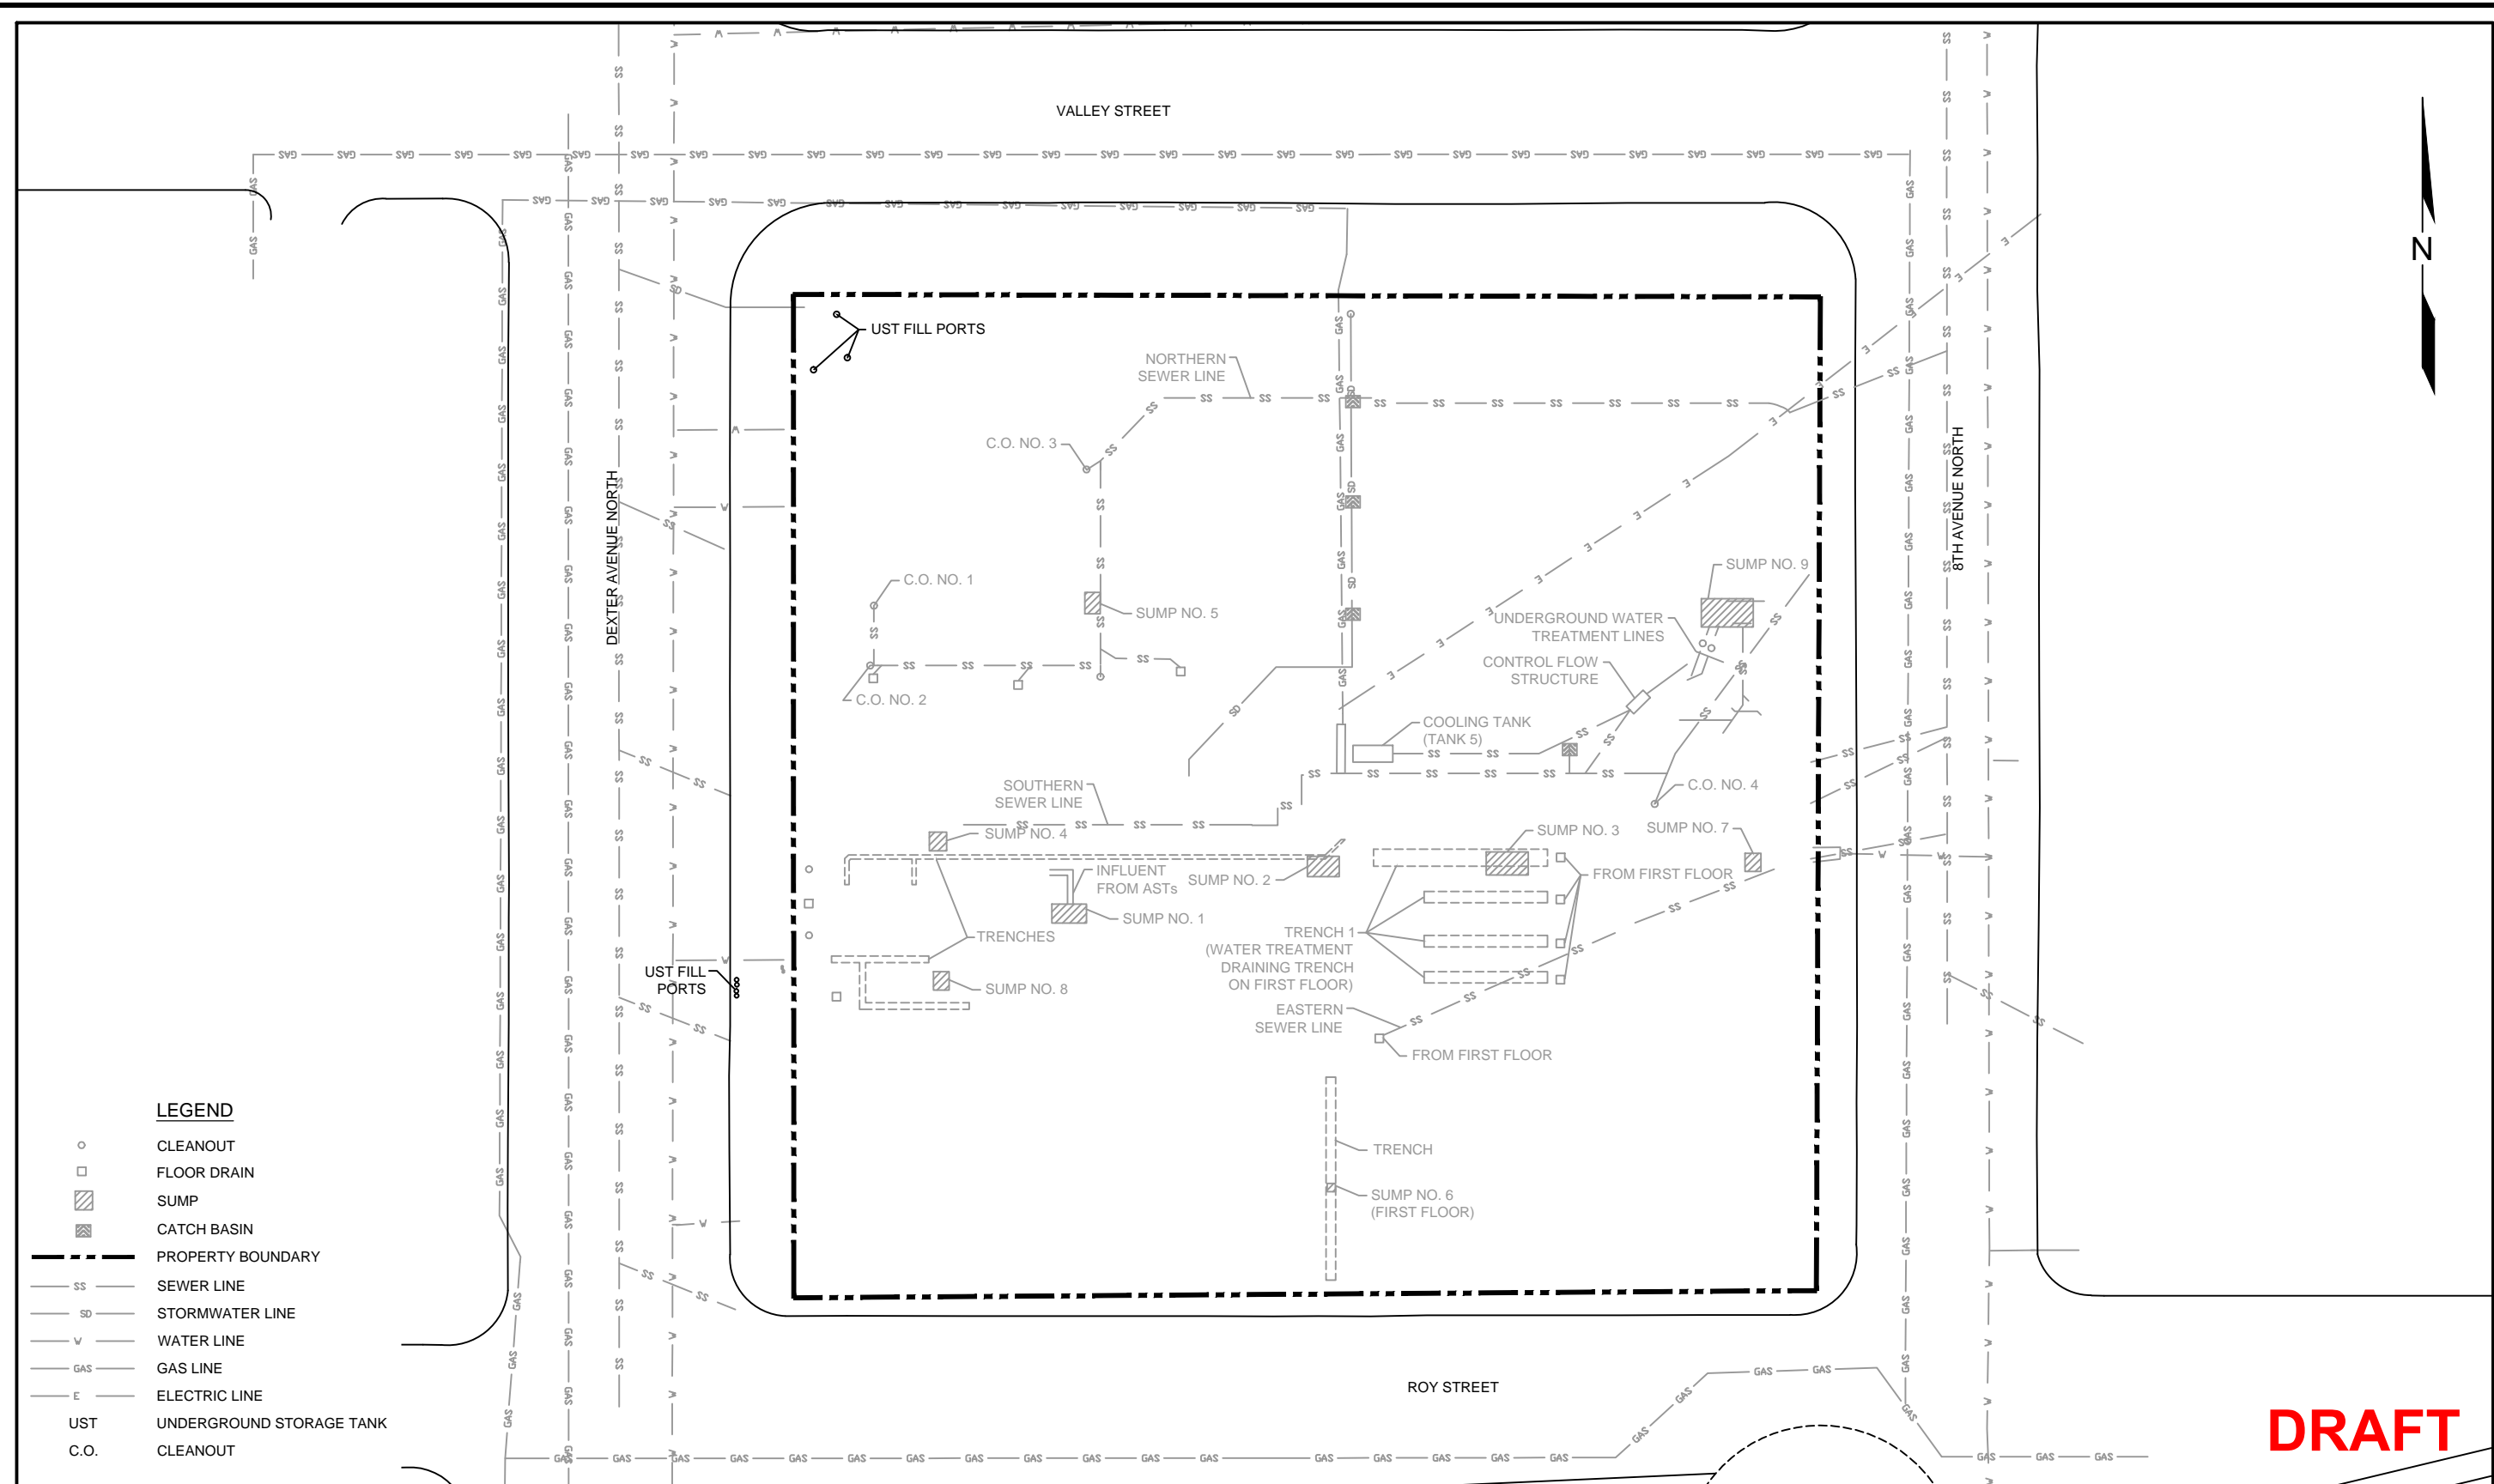 VALLEY STREET
N
UST FILL PORTS
NORTHERN
SEWER LINE
C.O. NO. 3
DEXTER AVENUE NORTH
8TH AVENUE NORTH
C.O. NO. 1
SUMP NO. 5
SUMP NO. 9
UNDERGROUND WATER
TREATMENT LINES
CONTROL FLOW
STRUCTURE
C.O. NO. 2
COOLING TANK
(TANK 5)
SOUTHERN
SEWER LINE
C.O. NO. 4
SUMP NO. 4
SUMP NO. 3
SUMP NO. 7
INFLUENT
FROM ASTs
SUMP NO. 2
FROM FIRST FLOOR
SUMP NO. 1
TRENCHES
TRENCH 1
(WATER TREATMENT
DRAINING TRENCH
ON FIRST FLOOR)
UST FILL
PORTS
SUMP NO. 8
EASTERN
SEWER LINE
FROM FIRST FLOOR
TRENCH
SUMP NO. 6
(FIRST FLOOR)
ROY STREET
LEGEND
CLEANOUT
FLOOR DRAIN
SUMP
CATCH BASIN
PROPERTY BOUNDARY
SS SEWER LINE
SD STORMWATER LINE
W WATER LINE
GAS GAS LINE
E ELECTRIC LINE
UST UNDERGROUND STORAGE TANK
C.O. CLEANOUT
DRAFT